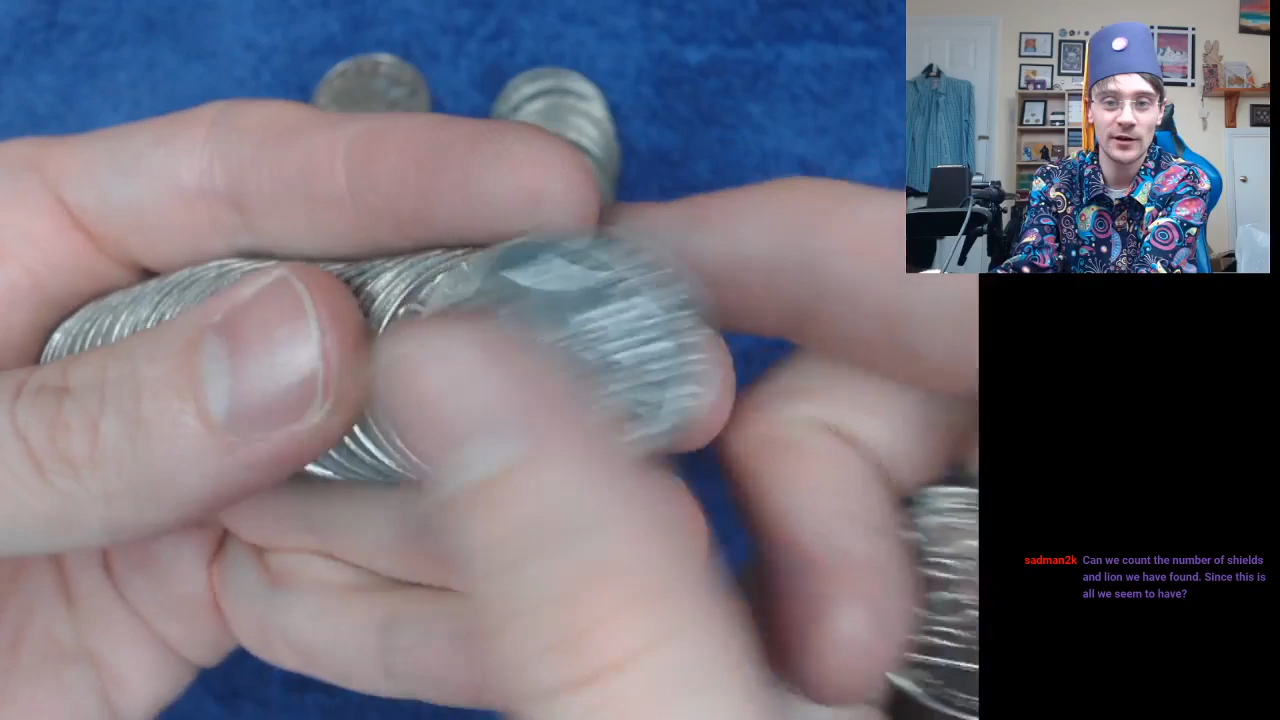 sadman2k Can we count the number of shields
and lion we have found. Since this is
all we seem to have?